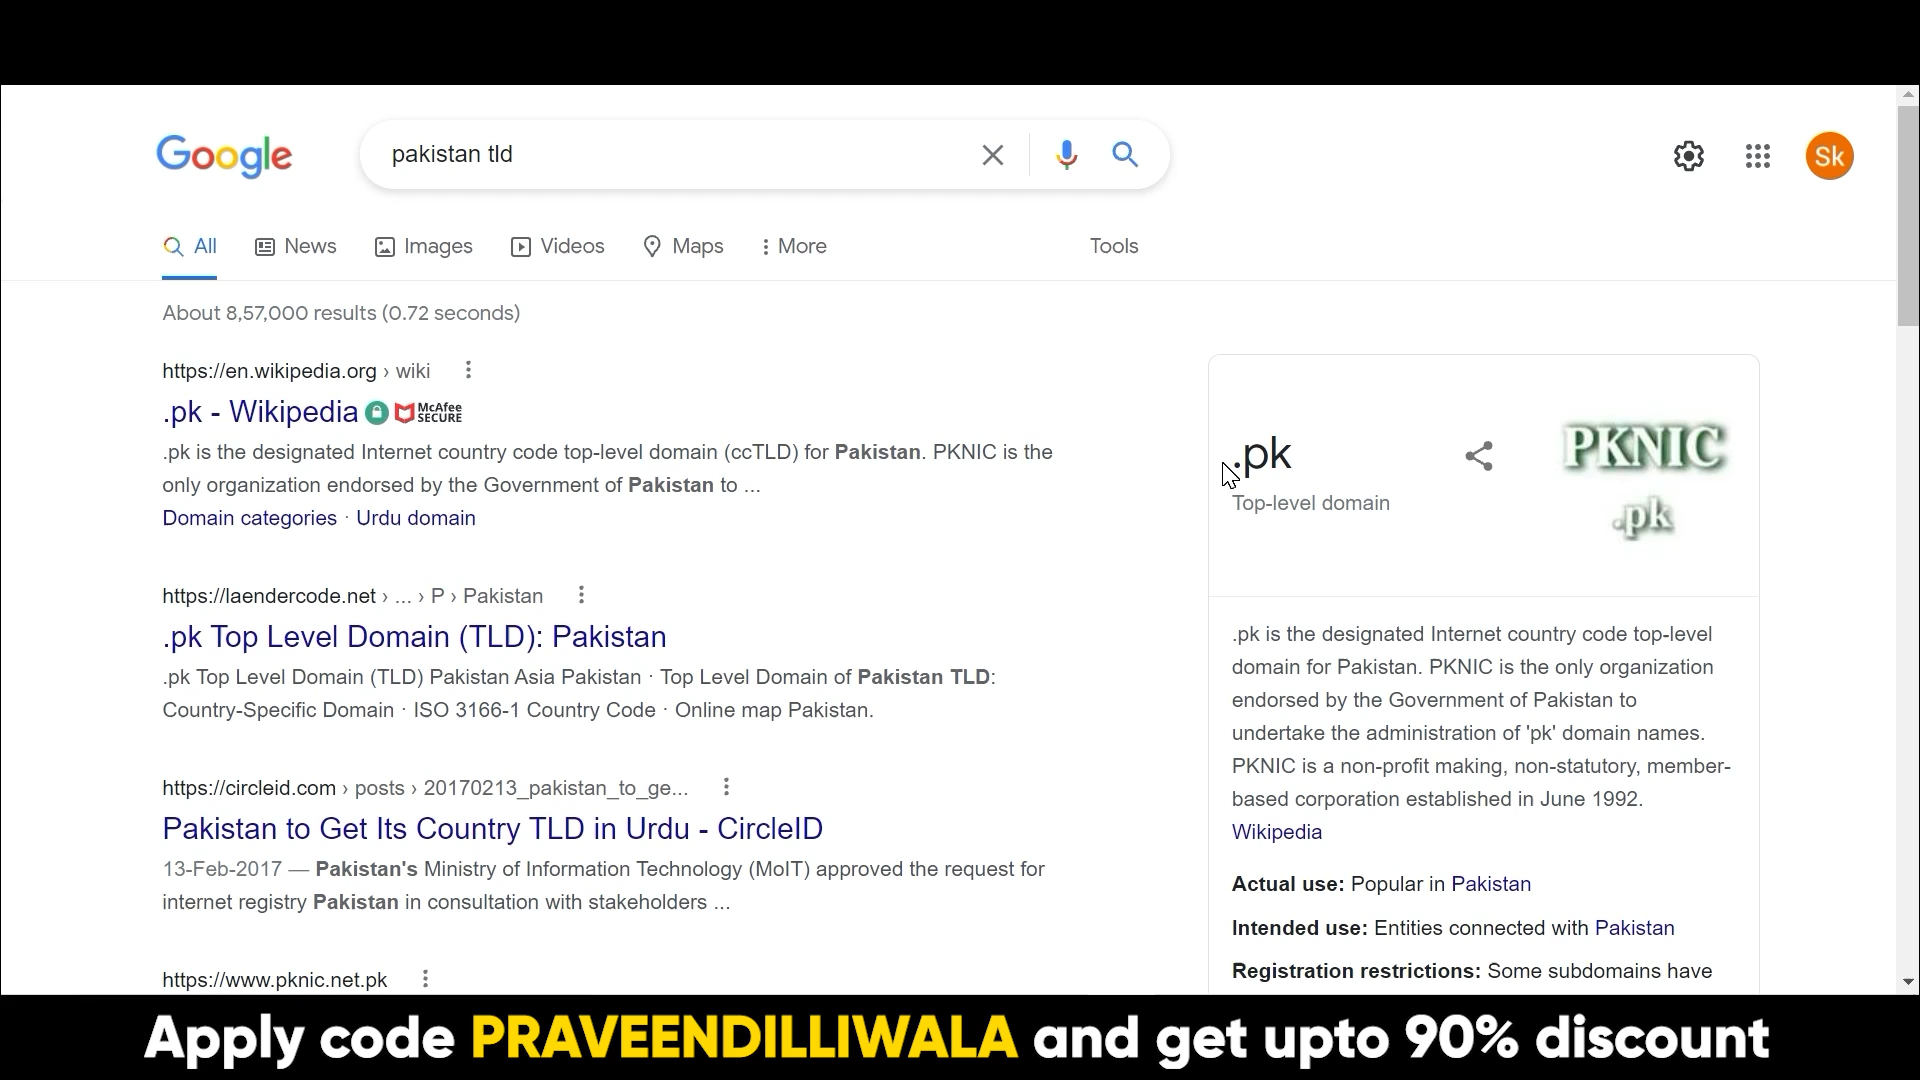 Google
pakistan tld
Sk
All
News
Images
Videos
Maps
More
Tools
About 8,57,000 results (0.72 seconds)
https://en.wikipedia.org › wiki
.pk - Wikipedia McAfee SECURE
.pk is the designated Internet country code top-level domain (ccTLD) for Pakistan. PKNIC is the
only organization endorsed by the Government of Pakistan to ...
Domain categories · Urdu domain
https://laendercode.net › ... › P › Pakistan
.pk Top Level Domain (TLD): Pakistan
.pk Top Level Domain (TLD) Pakistan Asia Pakistan · Top Level Domain of Pakistan TLD:
Country-Specific Domain · ISO 3166-1 Country Code · Online map Pakistan.
https://circleid.com › posts › 20170213_pakistan_to_ge...
Pakistan to Get Its Country TLD in Urdu - CircleID
13-Feb-2017 — Pakistan's Ministry of Information Technology (MoIT) approved the request for
internet registry Pakistan in consultation with stakeholders ...
https://www.pknic.net.pk
.pk
Top-level domain
PKNIC
.pk
.pk is the designated Internet country code top-level
domain for Pakistan. PKNIC is the only organization
endorsed by the Government of Pakistan to
undertake the administration of 'pk' domain names.
PKNIC is a non-profit making, non-statutory, member-
based corporation established in June 1992.
Wikipedia
Actual use: Popular in Pakistan
Intended use: Entities connected with Pakistan
Registration restrictions: Some subdomains have
Apply code PRAVEENDILLIWALA and get upto 90% discount